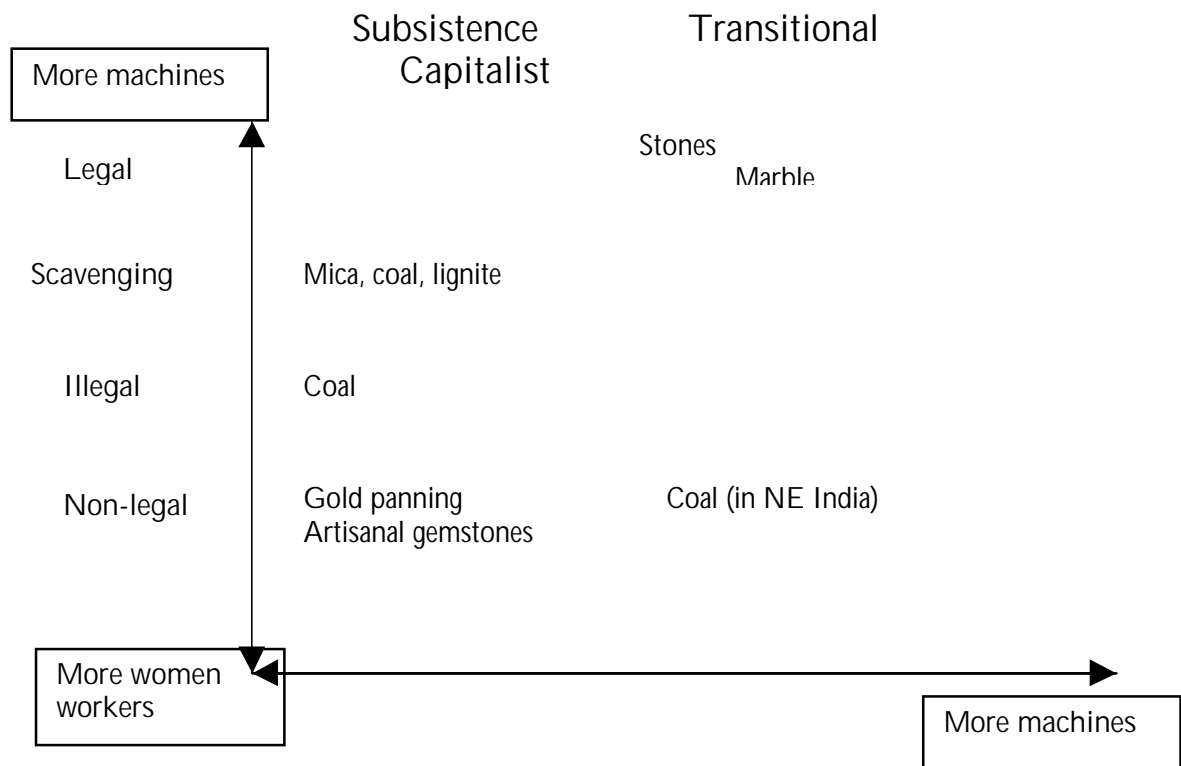 Subsistence Transitional
Capitalist
More machines
Stones
Legal
Marble
Scavenging Mica, coal, lignite
Illegal Coal
Non-legal Gold panning Coal (in NE India)
Artisanal gemstones
More women
workers
More machines